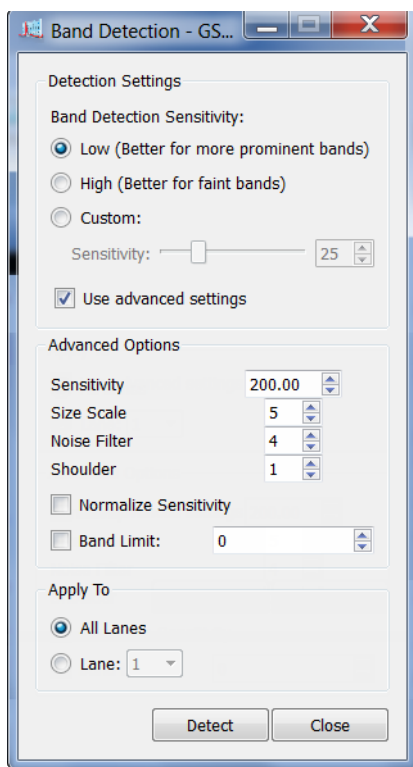 Band Detection - GS...
Detection Settings
Band Detection Sensitivity:
Low (Better for more prominent bands)
High (Better for faint bands)
Custom:
Sensitivity: 25
Use advanced settings
Advanced Options
Sensitivity 200.00
Size Scale 5
Noise Filter 4
Shoulder 1
Normalize Sensitivity
Band Limit: 0
Apply To
All Lanes
Lane: 1
Detect Close